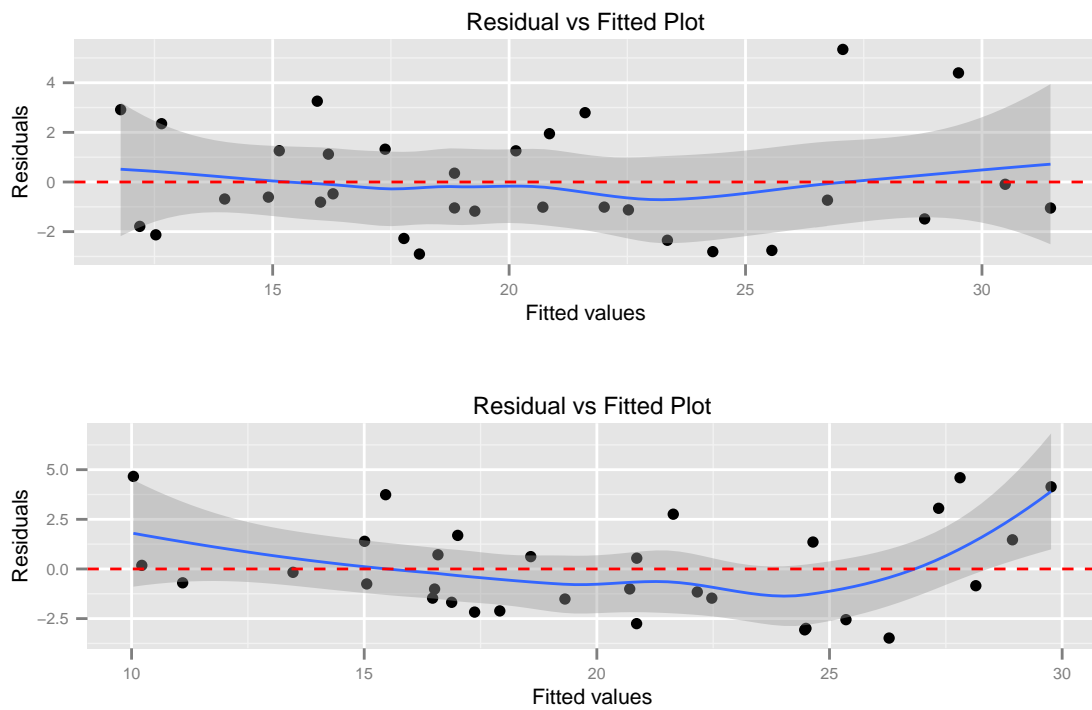 Residual vs Fitted Plot
4
2
0
−2
Residuals
15 20 25 30
Fitted values
Residual vs Fitted Plot
5.0
2.5
0.0
−2.5
Residuals
10 15 20 25 30
Fitted values